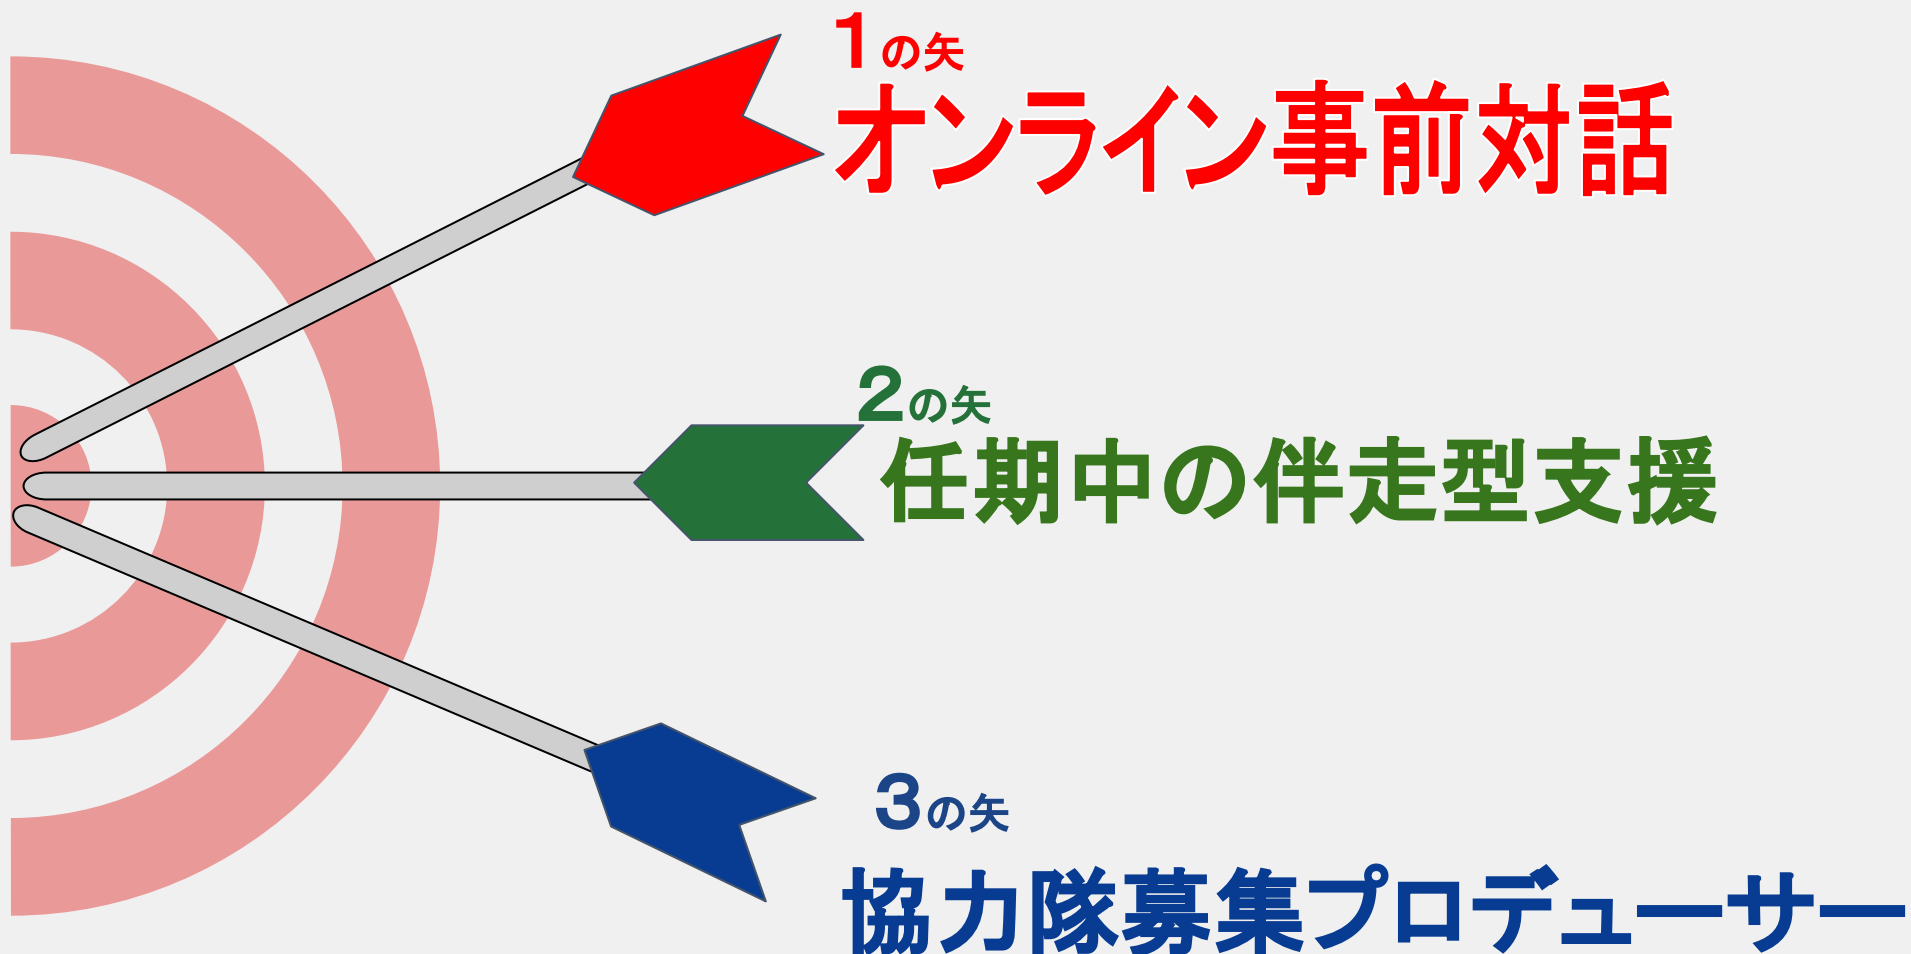 1の矢
オンライン事前対話
2の矢
任期中の伴走型支援
3の矢
協力隊募集プロデューサー